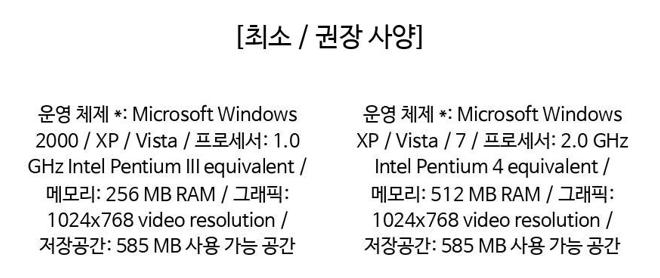 [최소 / 권장 사양]
운영 체제 *: Microsoft Windows
2000 / XP / Vista / 프로세서: 1.0
GHz Intel Pentium III equivalent /
메모리: 256 MB RAM / 그래픽:
1024x768 video resolution /
저장공간: 585 MB 사용 가능 공간
운영 체제 *: Microsoft Windows
XP / Vista / 7 / 프로세서: 2.0 GHz
Intel Pentium 4 equivalent /
메모리: 512 MB RAM / 그래픽:
1024x768 video resolution /
저장공간: 585 MB 사용 가능 공간